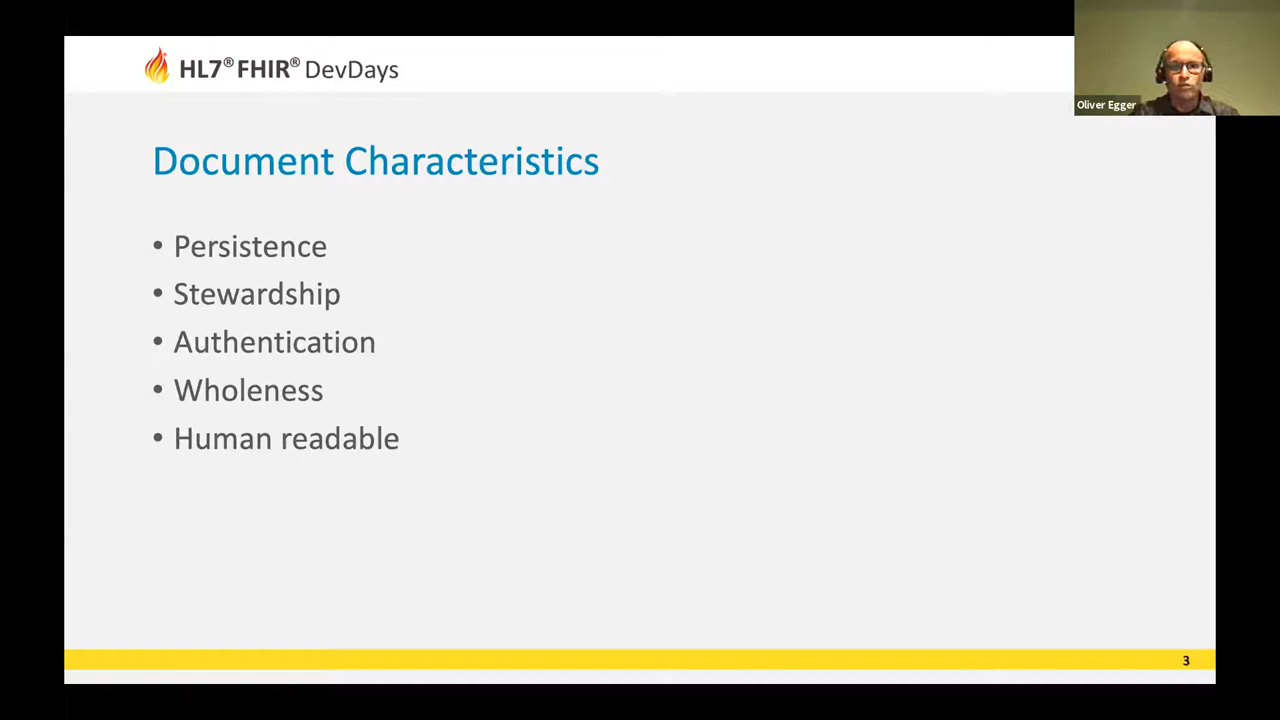 HL7® FHIR® DevDays
Oliver Egger
Document Characteristics
• Persistence
• Stewardship
• Authentication
• Wholeness
• Human readable
3